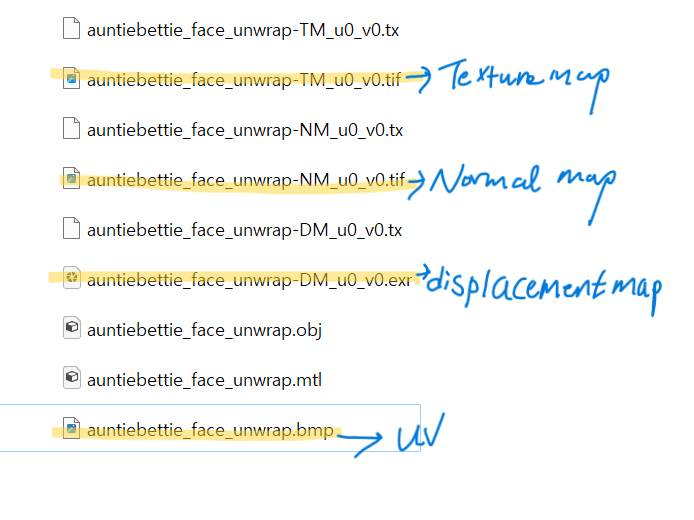 auntiebettie_face_unwrap-TM_u0_v0.tx
auntiebettie_face_unwrap-TM_u0_v0.tif → Texture map
auntiebettie_face_unwrap-NM_u0_v0.tx
auntiebettie_face_unwrap-NM_u0_v0.tif → Normal map
auntiebettie_face_unwrap-DM_u0_v0.tx
auntiebettie_face_unwrap-DM_u0_v0.exr → displacement map
auntiebettie_face_unwrap.obj
auntiebettie_face_unwrap.mtl
auntiebettie_face_unwrap.bmp → UV